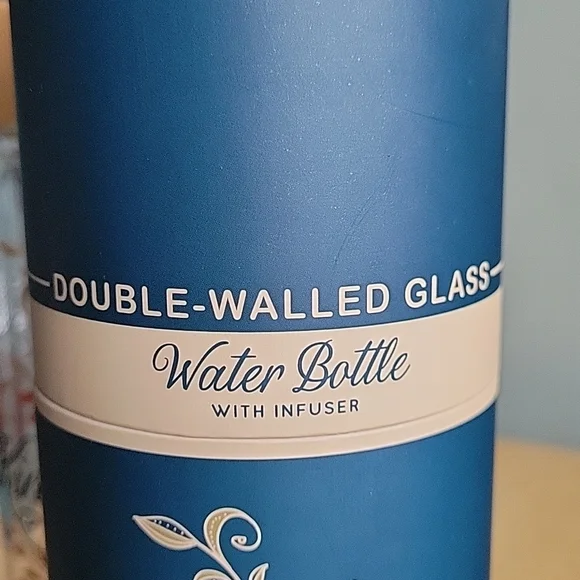 DOUBLE-WALLED GLASS
Water Bottle
WITH INFUSER